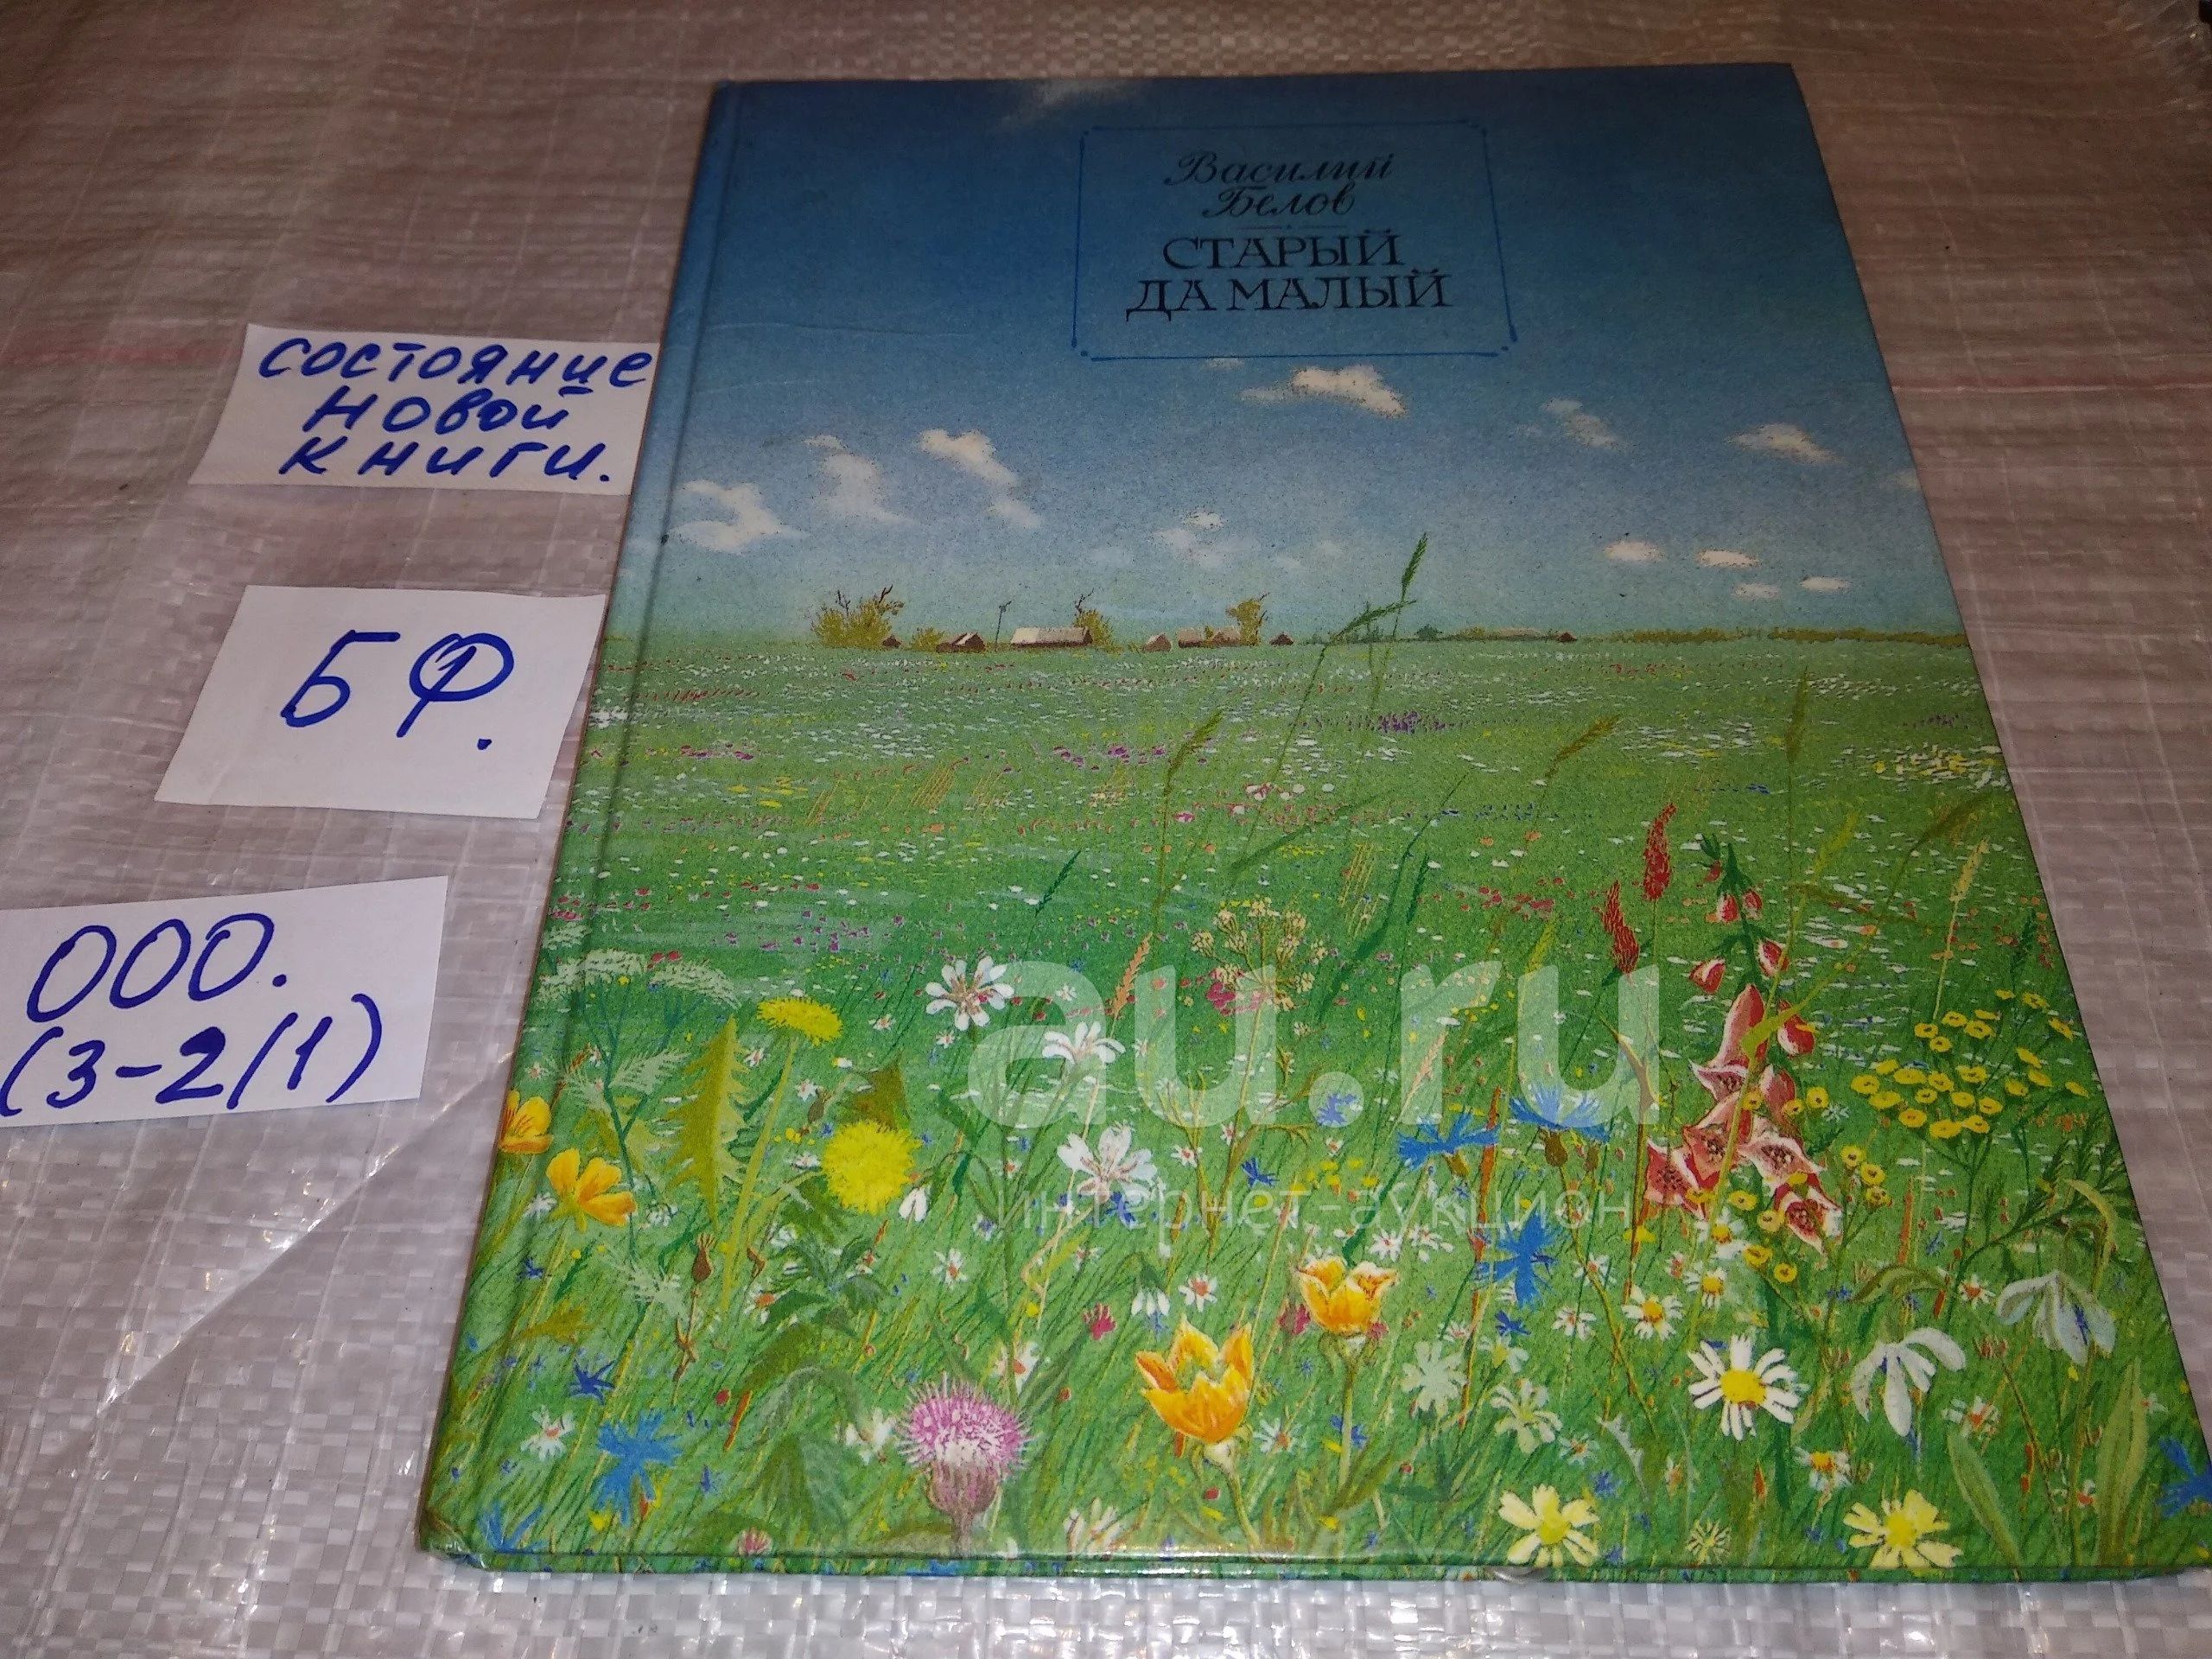 Василий
Белов
СТАРЫЙ
ДА МАЛЫЙ
состояние
новой
книги.
БФ.
000.
(3-2/1)
au.ru
интернет-аукцион